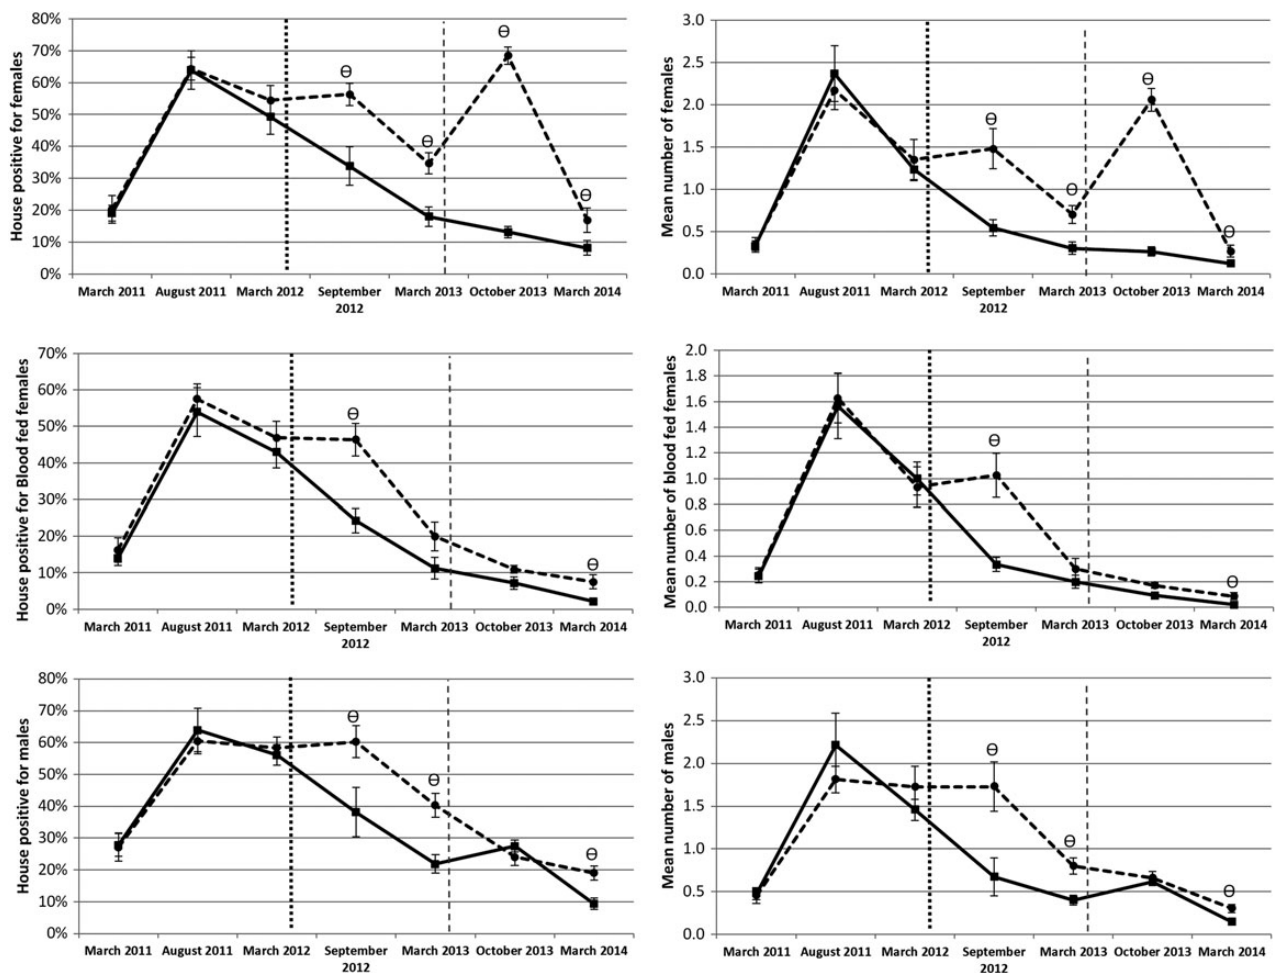 House positive for females
80%
70%
60%
50%
40%
30%
20%
10%
0%
Ѳ Ѳ Ѳ Ѳ
March 2011 August 2011 March 2012 September 2012 March 2013 October 2013 March 2014
Mean number of females
3.0
2.5
2.0
1.5
1.0
0.5
0.0
Ѳ Ѳ Ѳ Ѳ
March 2011 August 2011 March 2012 September 2012 March 2013 October 2013 March 2014
House positive for Blood fed females
70%
60%
50%
40%
30%
20%
10%
0%
Ѳ Ѳ
March 2011 August 2011 March 2012 September 2012 March 2013 October 2013 March 2014
Mean number of blood fed females
2.0
1.8
1.6
1.4
1.2
1.0
0.8
0.6
0.4
0.2
0.0
Ѳ Ѳ
March 2011 August 2011 March 2012 September 2012 March 2013 October 2013 March 2014
House positive for males
80%
70%
60%
50%
40%
30%
20%
10%
0%
Ѳ Ѳ Ѳ
March 2011 August 2011 March 2012 September 2012 March 2013 October 2013 March 2014
Mean number of males
3.0
2.5
2.0
1.5
1.0
0.5
0.0
Ѳ Ѳ Ѳ
March 2011 August 2011 March 2012 September 2012 March 2013 October 2013 March 2014